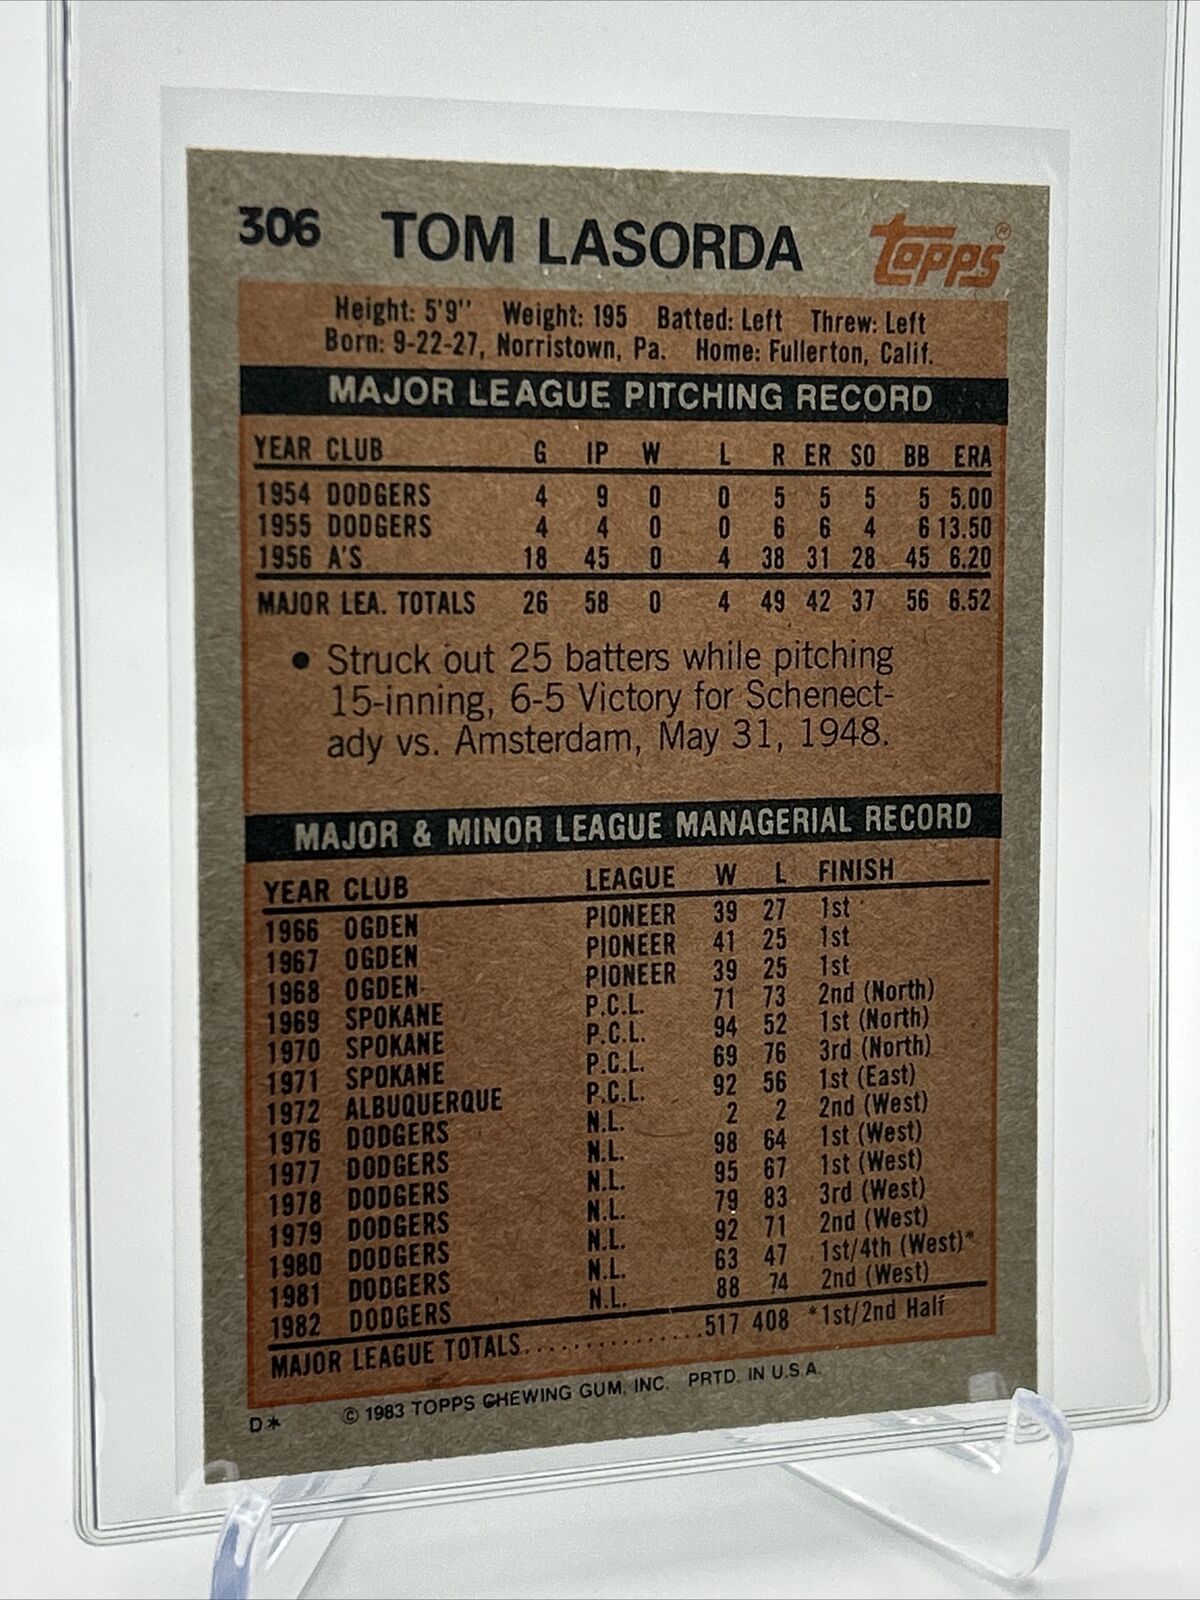 306 TOM LASORDA Topps®
Height: 5'9" Weight: 195 Batted: Left Threw: Left
Born: 9-22-27, Norristown, Pa. Home: Fullerton, Calif.
MAJOR LEAGUE PITCHING RECORD
YEAR CLUB G IP W L R ER SO BB ERA
1954 DODGERS 4 9 0 0 5 5 5 5 5.00
1955 DODGERS 4 4 0 0 6 6 4 6 13.50
1956 A'S 18 45 0 4 38 31 28 45 6.20
MAJOR LEA. TOTALS 26 58 0 4 49 42 37 56 6.52
• Struck out 25 batters while pitching
15-inning, 6-5 Victory for Schenect-
ady vs. Amsterdam, May 31, 1948.
MAJOR & MINOR LEAGUE MANAGERIAL RECORD
YEAR CLUB LEAGUE W L FINISH
1966 OGDEN PIONEER 39 27 1st
1967 OGDEN PIONEER 41 25 1st
1968 OGDEN PIONEER 39 25 1st
1969 SPOKANE P.C.L. 71 73 2nd (North)
1970 SPOKANE P.C.L. 94 52 1st (North)
1971 SPOKANE P.C.L. 69 76 3rd (North)
1972 ALBUQUERQUE P.C.L. 92 56 1st (East)
1976 DODGERS N.L. 2 2 2nd (West)
1977 DODGERS N.L. 98 64 1st (West)
1978 DODGERS N.L. 95 67 1st (West)
1979 DODGERS N.L. 79 83 3rd (West)
1980 DODGERS N.L. 92 71 2nd (West)
1981 DODGERS N.L. 63 47 1st/4th (West)*
1982 DODGERS N.L. 88 74 2nd (West)
MAJOR LEAGUE TOTALS..............517 408 *1st/2nd Half
D* © 1983 TOPPS CHEWING GUM, INC. PRTD. IN U.S.A.